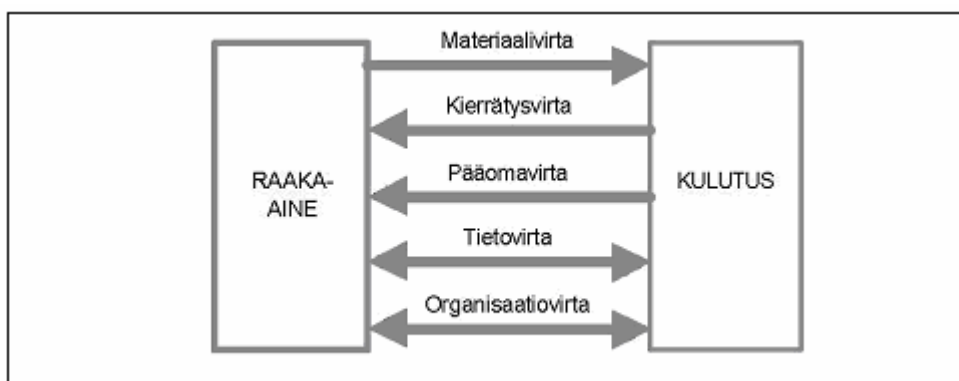 Materiaalivirta
Kierrätysvirta
RAAKA-
AINE
Pääomavirta
KULUTUS
Tietovirta
Organisaatiovirta